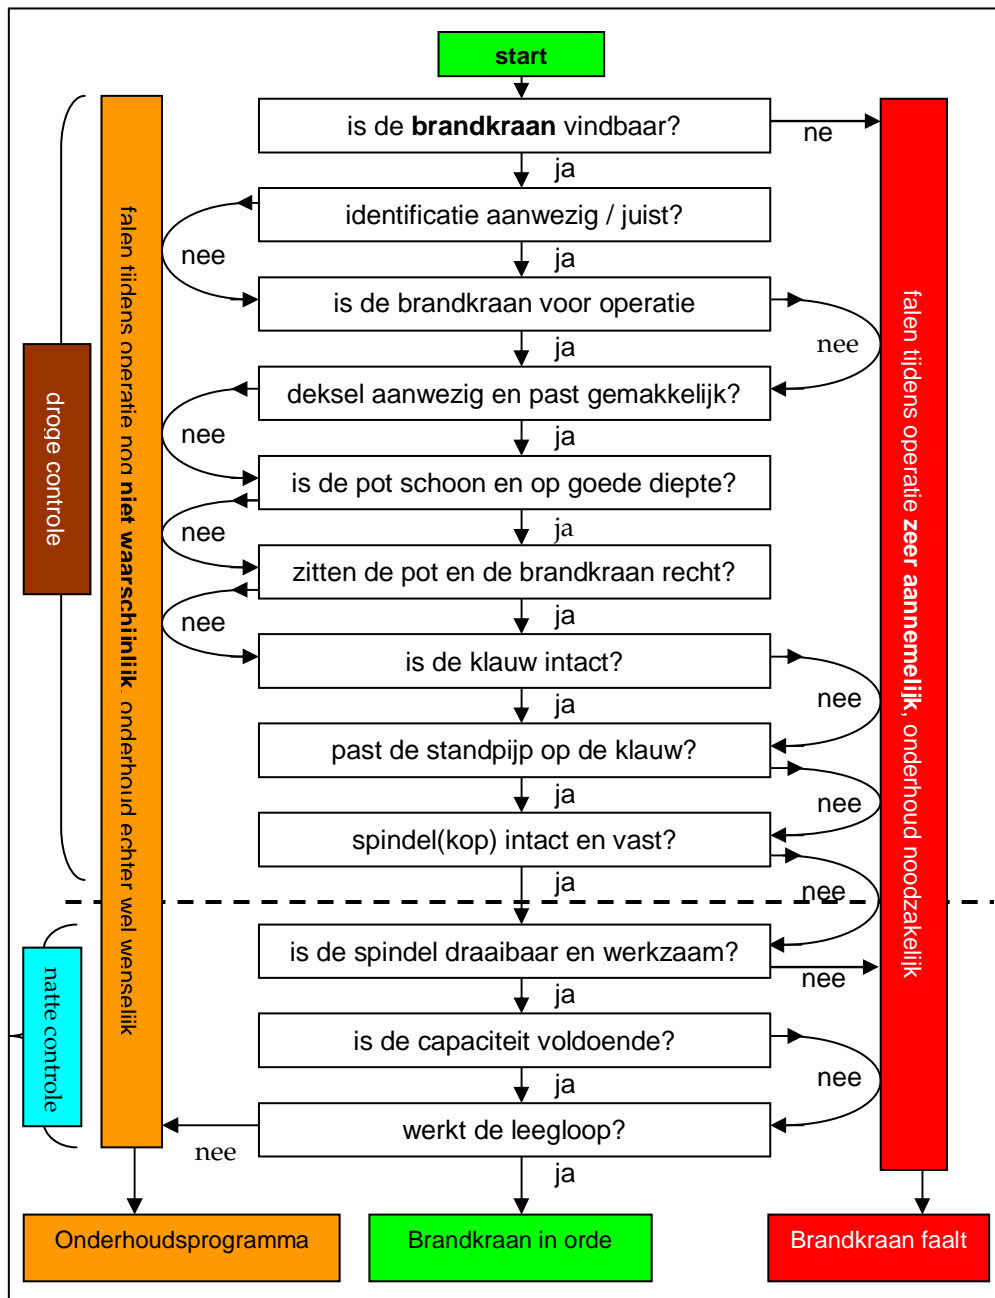 start
is de brandkraan vindbaar?
ne
ja
identificatie aanwezig / juist?
nee
ja
is de brandkraan voor operatie
nee
ja
deksel aanwezig en past gemakkelijk?
nee
ja
is de pot schoon en op goede diepte?
nee
ja
zitten de pot en de brandkraan recht?
nee
ja
is de klauw intact?
nee
ja
past de standpijp op de klauw?
nee
ja
spindel(kop) intact en vast?
nee
ja
is de spindel draaibaar en werkzaam?
nee
ja
is de capaciteit voldoende?
nee
ja
werkt de leegloop?
nee
ja
droge controle
natte controle
falen tijdens operatie nog niet waarschijnlijk, onderhoud echter wel wenselijk
falen tijdens operatie zeer aannemelijk, onderhoud noodzakelijk
Onderhoudsprogramma
Brandkraan in orde
Brandkraan faalt